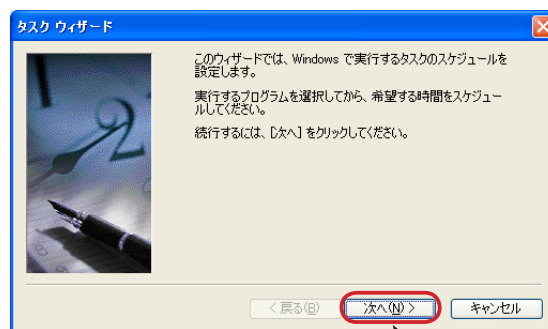 タスク ウィザード
このウィザードでは、Windows で実行するタスクのスケジュールを
設定します。
実行するプログラムを選択してから、希望する時間をスケジュー
ルしてください。
続行するには、[次へ] をクリックしてください。
< 戻る(B)
次へ(N) >
キャンセル